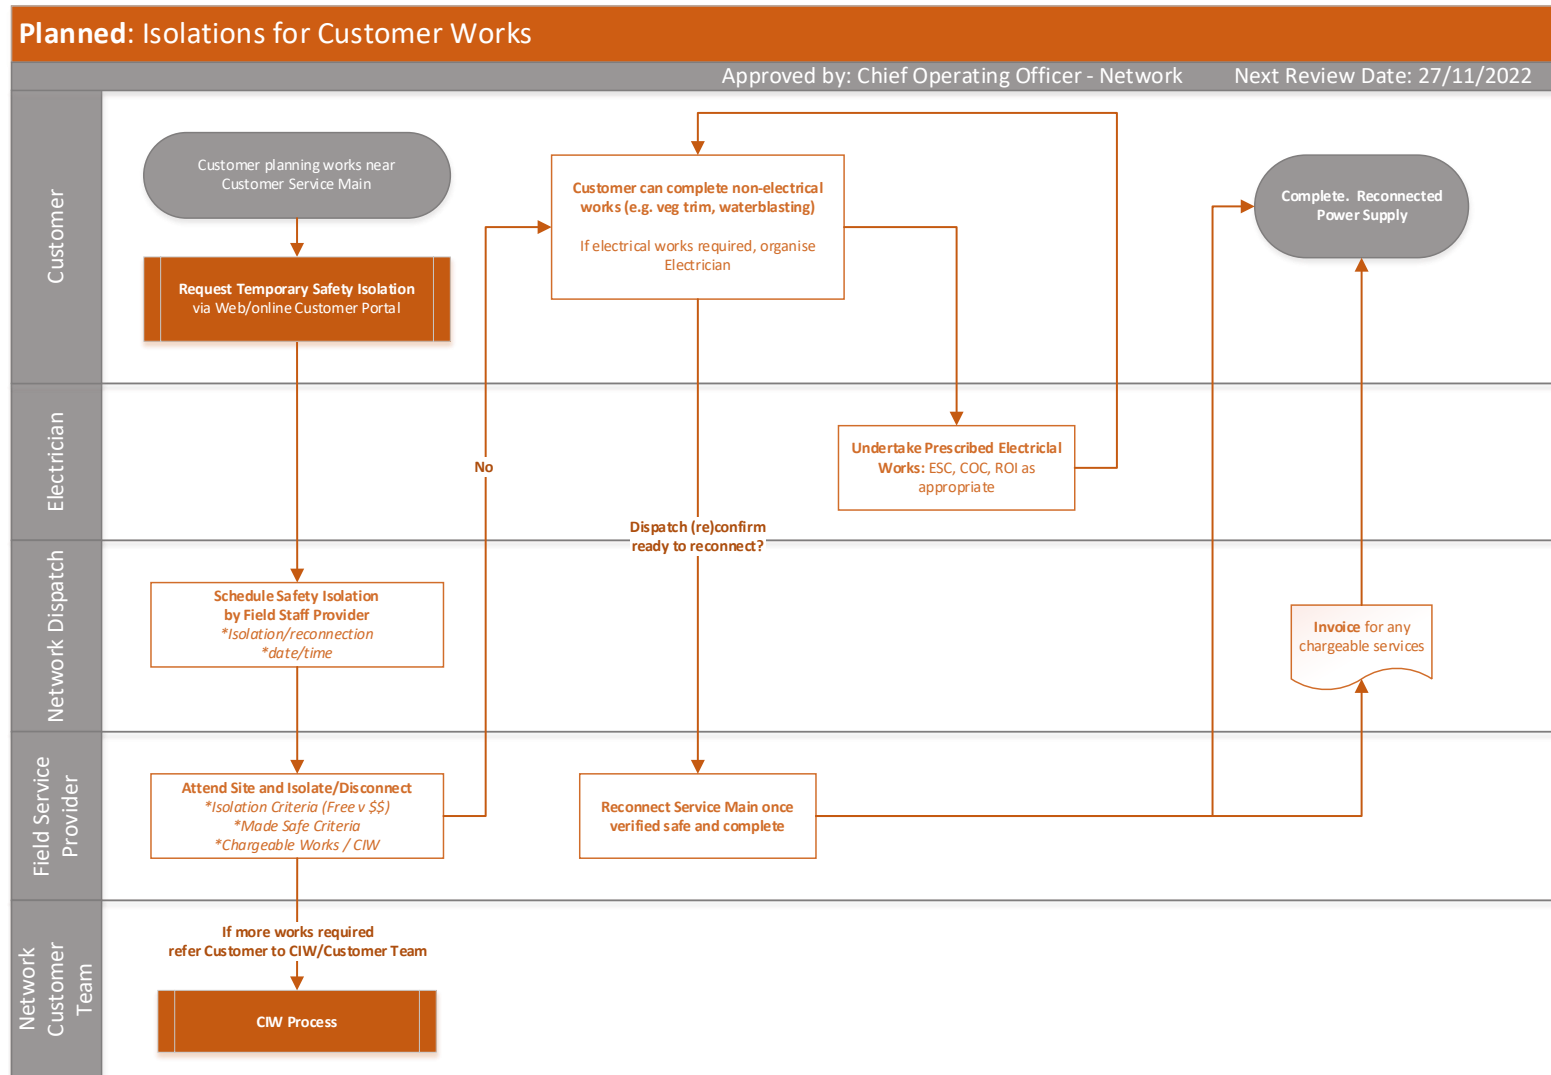 Planned: Isolations for Customer Works
Approved by: Chief Operating Officer - Network Next Review Date: 27/11/2022
Customer
Customer planning works near
Customer Service Main
Request Temporary Safety Isolation
via Web/online Customer Portal
Customer can complete non-electrical
works (e.g. veg trim, waterblasting)
If electrical works required, organise
Electrician
Complete. Reconnected
Power Supply
Electrician
No
Undertake Prescribed Electriclal
Works: ESC, COC, ROI as
appropriate
Dispatch (re)confirm
ready to reconnect?
Network Dispatch
Schedule Safety Isolation
by Field Staff Provider
*Isolation/reconnection
*date/time
Invoice for any
chargeable services
Field Service
Provider
Attend Site and Isolate/Disconnect
*Isolation Criteria (Free v $$)
*Made Safe Criteria
*Chargeable Works / CIW
Reconnect Service Main once
verified safe and complete
Network
Customer
Team
If more works required
refer Customer to CIW/Customer Team
CIW Process